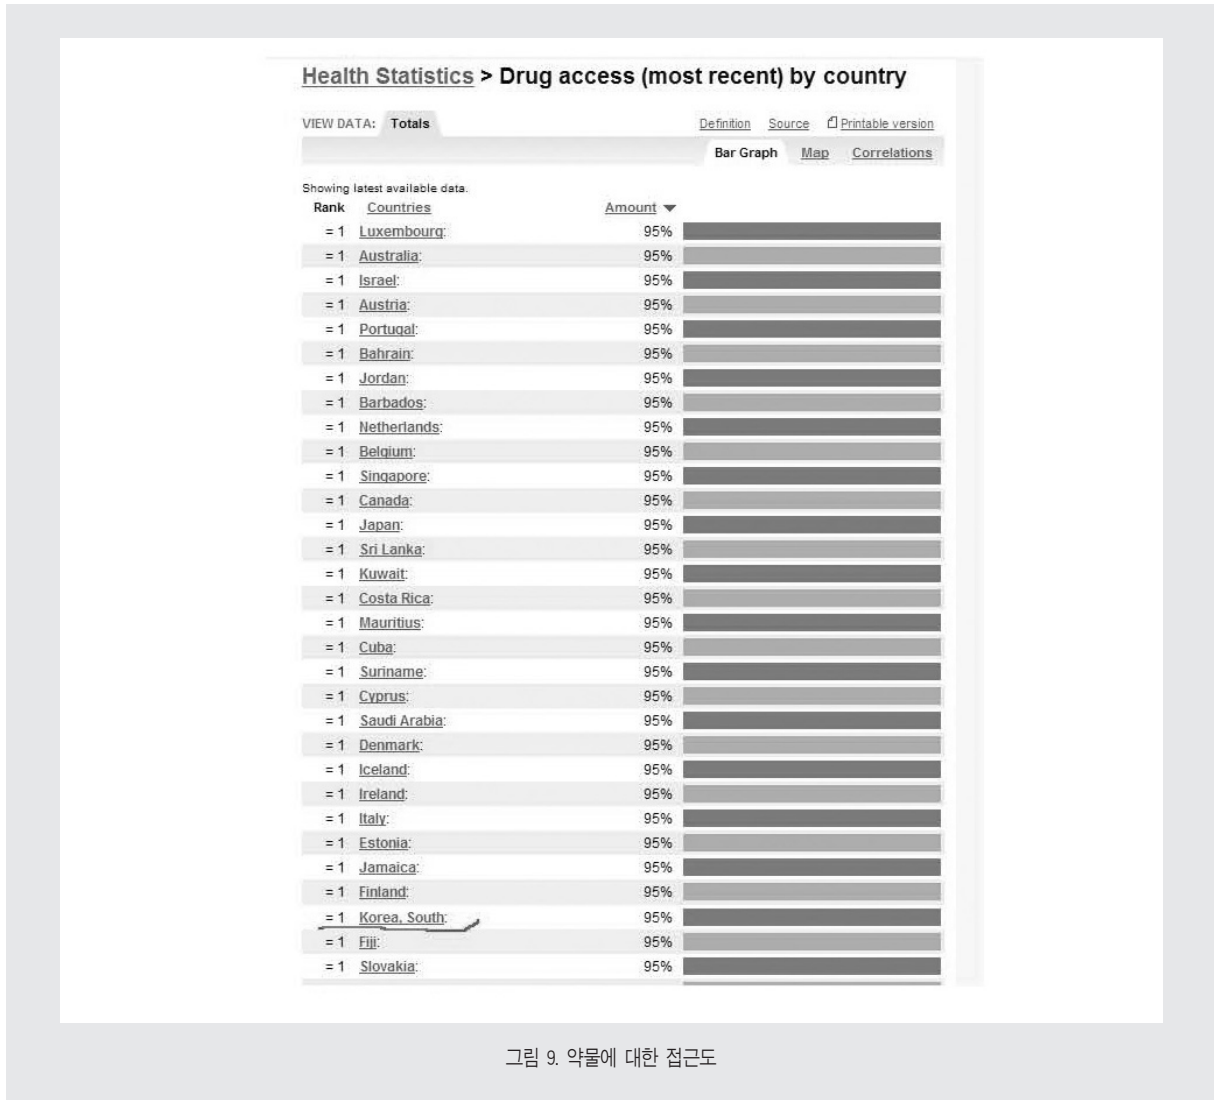 Health Statistics > Drug access (most recent) by country
VIEW DATA: Totals Definition Source Printable version
Bar Graph Map Correlations
Showing latest available data.
Rank Countries Amount
= 1 Luxembourg: 95%
= 1 Australia: 95%
= 1 Israel: 95%
= 1 Austria: 95%
= 1 Portugal: 95%
= 1 Bahrain: 95%
= 1 Jordan: 95%
= 1 Barbados: 95%
= 1 Netherlands: 95%
= 1 Belgium: 95%
= 1 Singapore: 95%
= 1 Canada: 95%
= 1 Japan: 95%
= 1 Sri Lanka: 95%
= 1 Kuwait: 95%
= 1 Costa Rica: 95%
= 1 Mauritius: 95%
= 1 Cuba: 95%
= 1 Suriname: 95%
= 1 Cyprus: 95%
= 1 Saudi Arabia: 95%
= 1 Denmark: 95%
= 1 Iceland: 95%
= 1 Ireland: 95%
= 1 Italy: 95%
= 1 Estonia: 95%
= 1 Jamaica: 95%
= 1 Finland: 95%
= 1 Korea, South: 95%
= 1 Fiji: 95%
= 1 Slovakia: 95%
그림 9. 약물에 대한 접근도